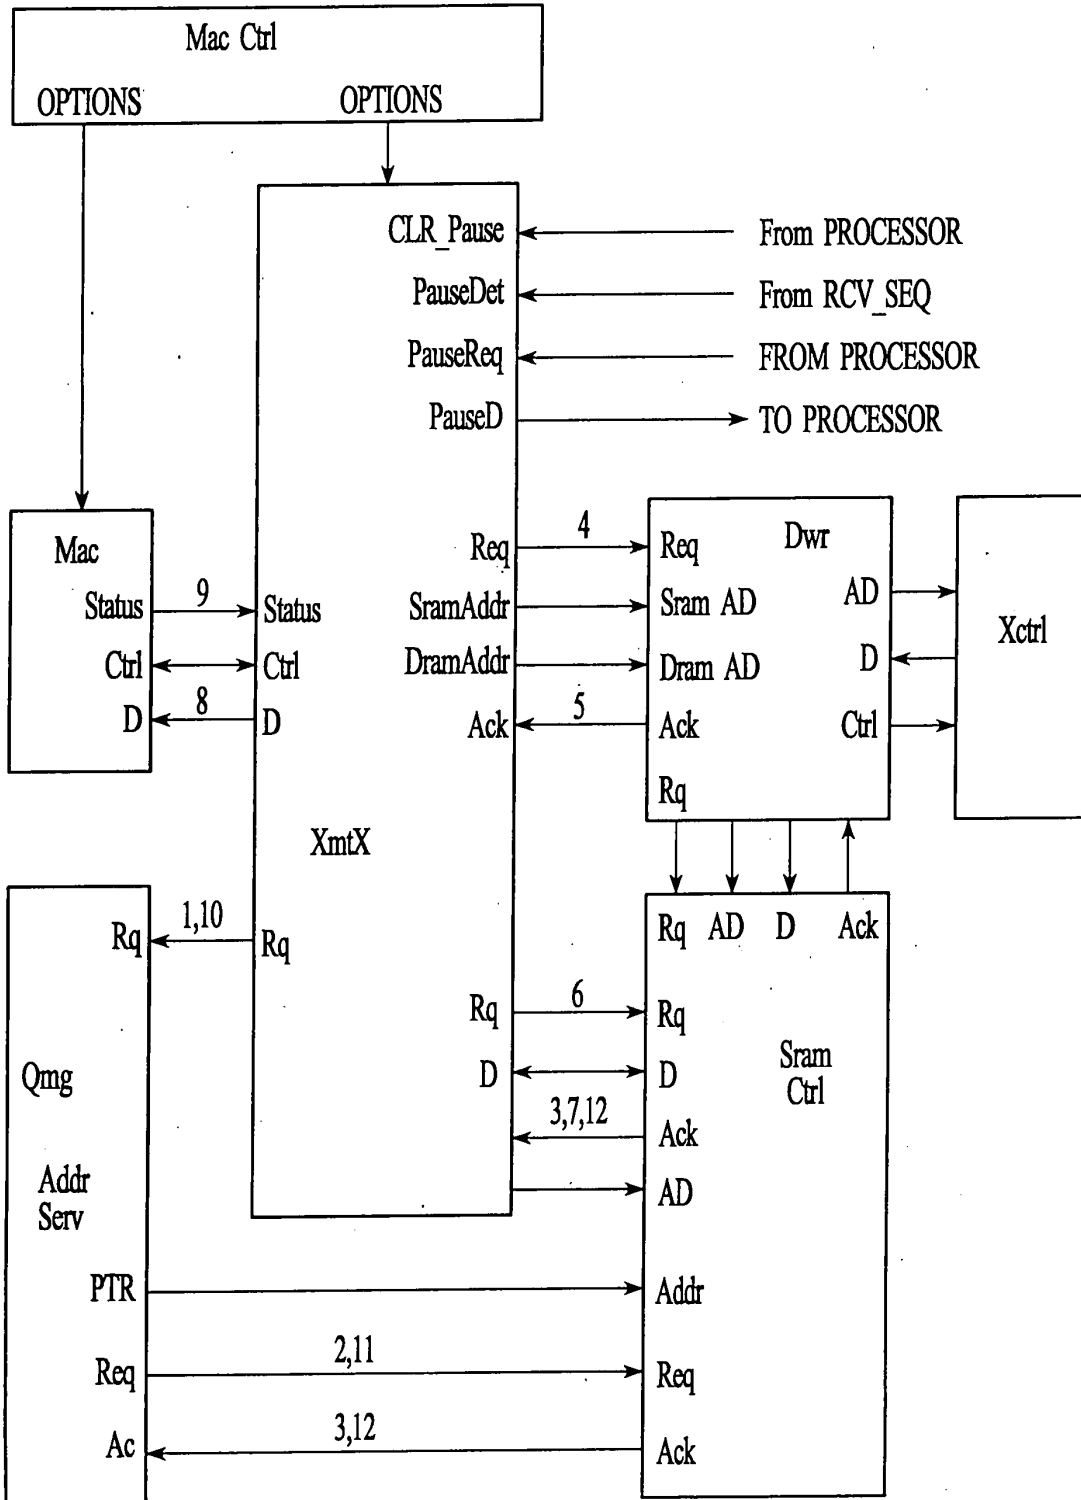 Mac Ctrl
OPTIONS OPTIONS
CLR_Pause From PROCESSOR
PauseDet From RCV_SEQ
PauseReq FROM PROCESSOR
PauseD TO PROCESSOR
Mac
Status 9 Status
Ctrl Ctrl
D 8 D
Req 4 Req
Dwr
SramAddr Sram AD
DramAddr Dram AD
Ack 5 Ack
Rq
AD
D
Ctrl
Xctrl
XmtX
Rq 1,10 Rq
Rq AD D Ack
Rq 6 Rq
D D
3,7,12 Ack
AD
Sram
Ctrl
Qmg
Addr
Serv
PTR Addr
Req 2,11 Req
Ac 3,12 Ack